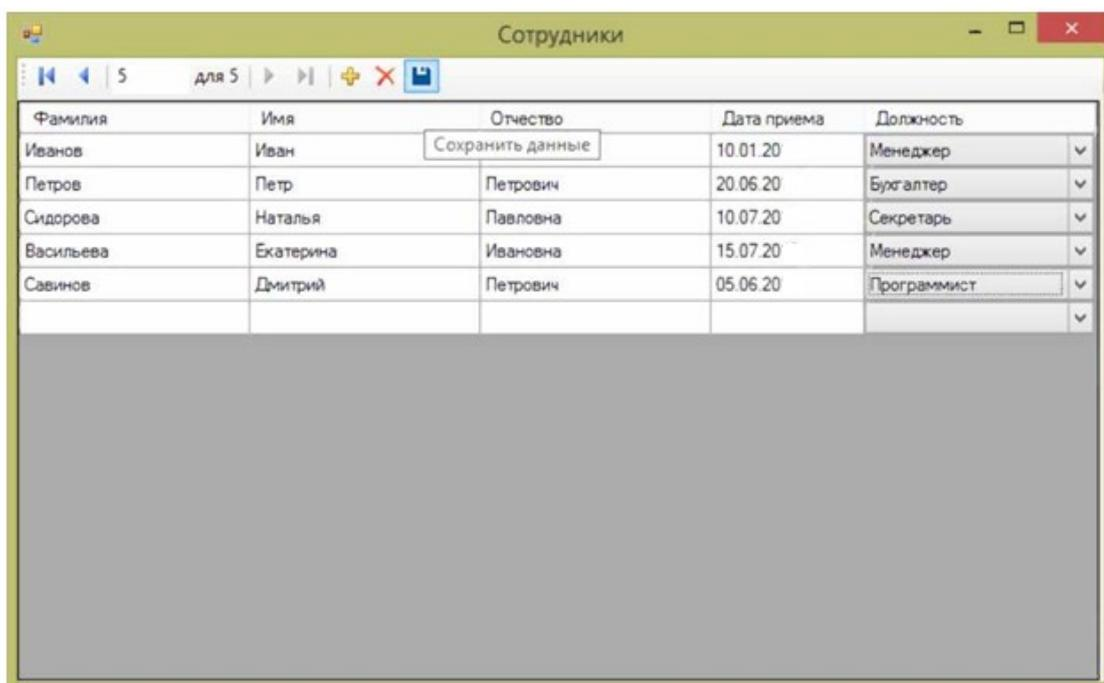 Сотрудники
5 для 5
Фамилия Имя Отчество Дата приема Должность
Сохранить данные
Иванов Иван 10.01.20 Менеджер
Петров Петр Петрович 20.06.20 Бухгалтер
Сидорова Наталья Павловна 10.07.20 Секретарь
Васильева Екатерина Ивановна 15.07.20 Менеджер
Савинов Дмитрий Петрович 05.06.20 Программист